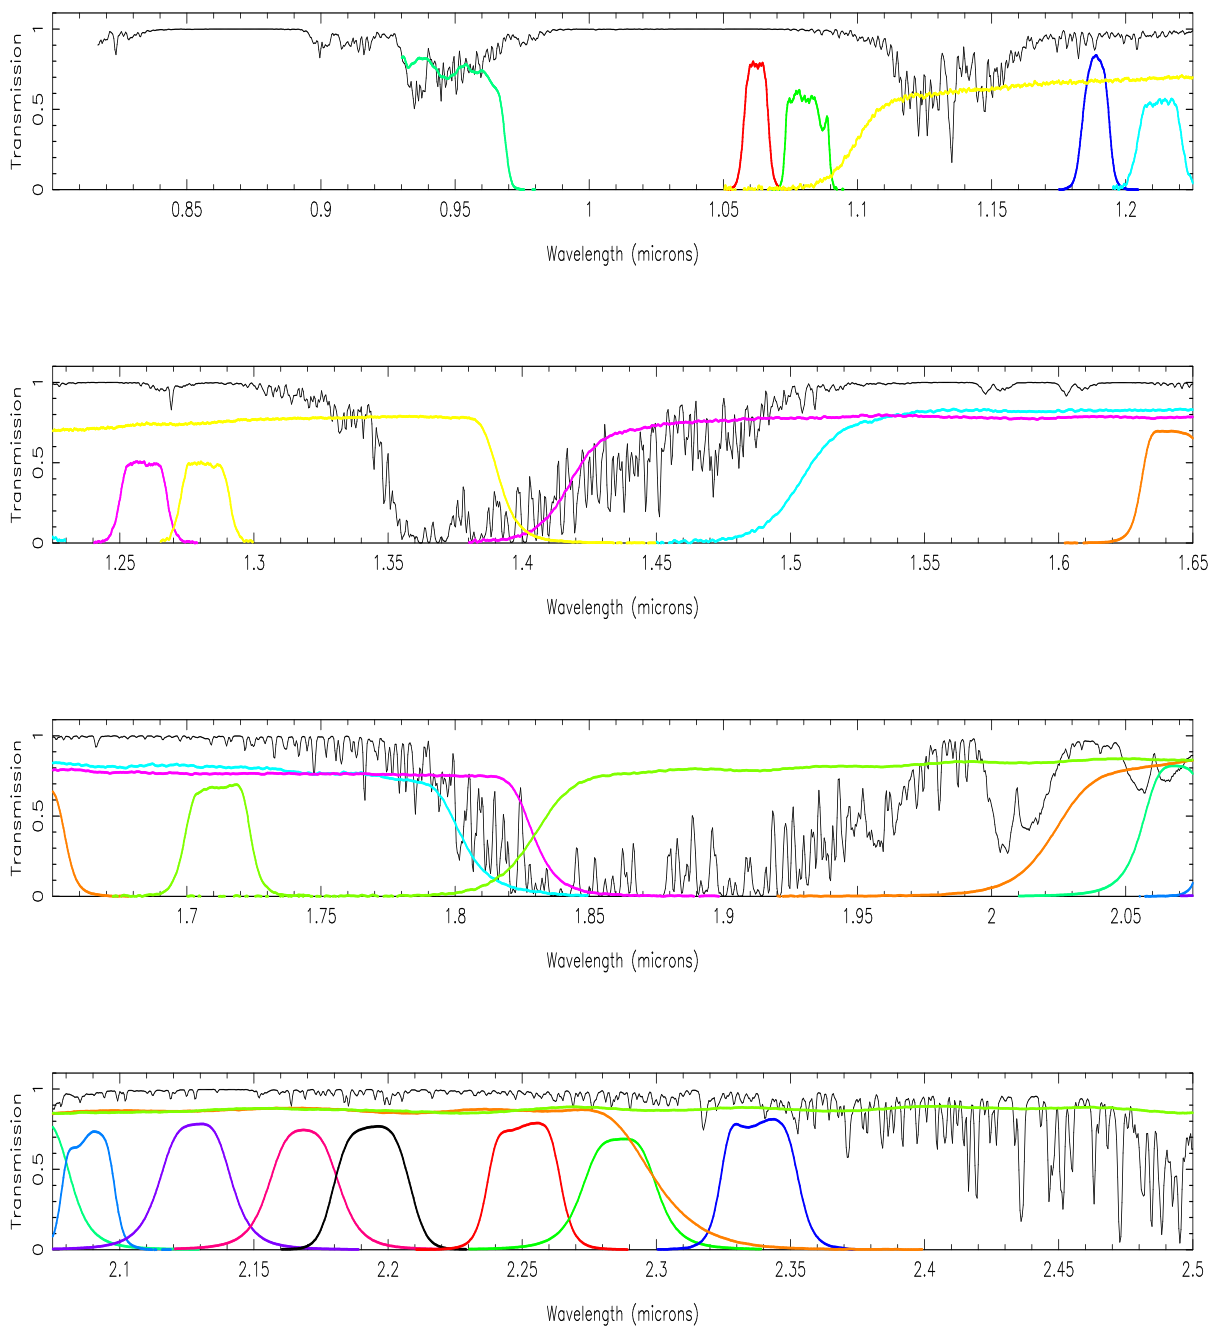 Transmission
1
0.5
0
0.85 0.9 0.95 1 1.05 1.1 1.15 1.2
Wavelength (microns)
Transmission
1
0.5
0
1.25 1.3 1.35 1.4 1.45 1.5 1.55 1.6 1.65
Wavelength (microns)
Transmission
1
0.5
0
1.7 1.75 1.8 1.85 1.9 1.95 2 2.05
Wavelength (microns)
Transmission
1
0.5
0
2.1 2.15 2.2 2.25 2.3 2.35 2.4 2.45 2.5
Wavelength (microns)